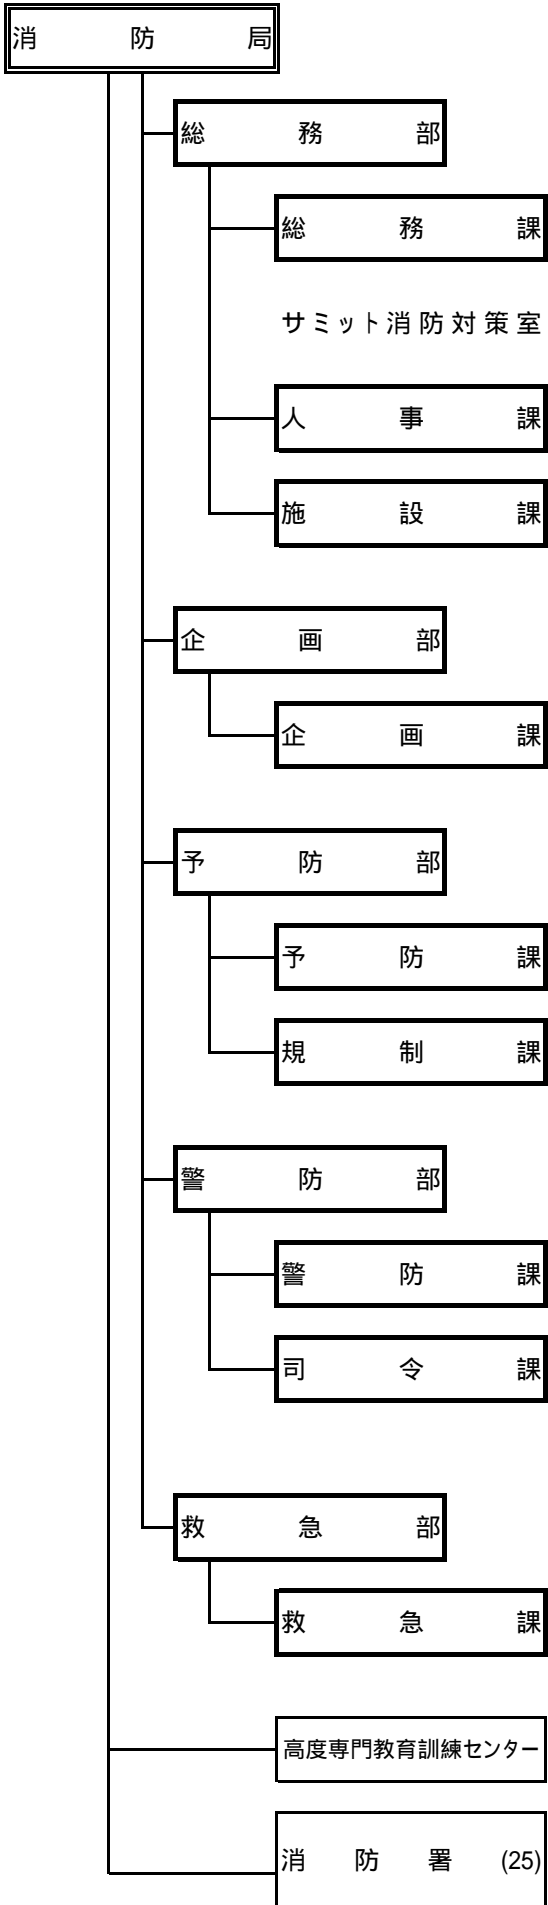 消防局
総務部
総務課
サミット消防対策室
人事課
施設課
企画部
企画課
予防部
予防課
規制課
警防部
警防課
司令課
救急部
救急課
高度専門教育訓練センター
消防署(25)